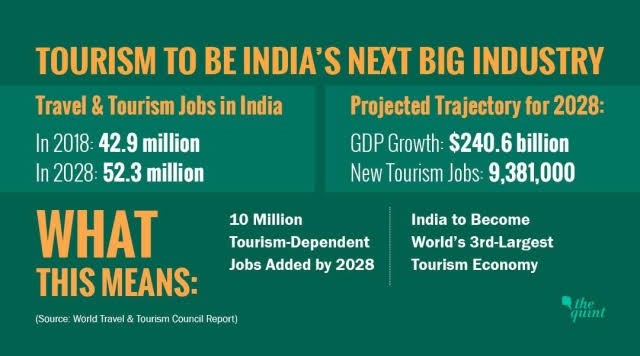 TOURISM TO BE INDIA'S NEXT BIG INDUSTRY
Travel & Tourism Jobs in India
In 2018: 42.9 million
In 2028: 52.3 million
Projected Trajectory for 2028:
GDP Growth: $240.6 billion
New Tourism Jobs: 9,381,000
WHAT
THIS MEANS:
10 Million
Tourism-Dependent
Jobs Added by 2028
India to Become
World's 3rd-Largest
Tourism Economy
(Source: World Travel & Tourism Council Report)
the
quint